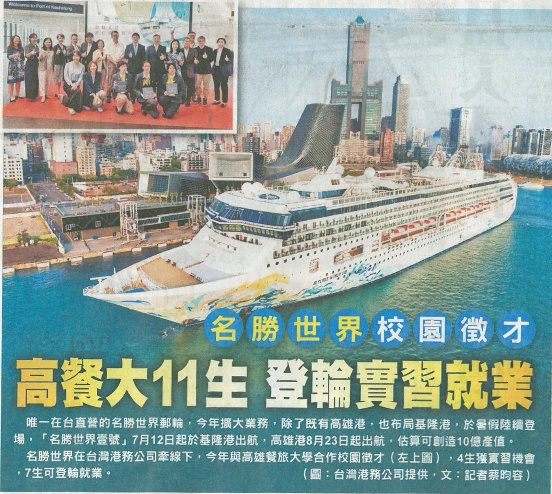 Welcome to Port of Kaohsiung
名勝世界校園徵才
高餐大11生 登輪實習就業
唯一在台直營的名勝世界郵輪，今年擴大業務，除了既有高雄港，也布局基隆港，於暑假陸續登
場，「名勝世界壹號」7月12日起於基隆港出航，高雄港8月23日起出航，估算可創造10億產值。
名勝世界在台灣港務公司牽線下，今年與高雄餐旅大學合作校園徵才（左上圖），4生獲實習機會
，7生可登輪就業。
（圖：台灣港務公司提供，文：記者蔡昀容）